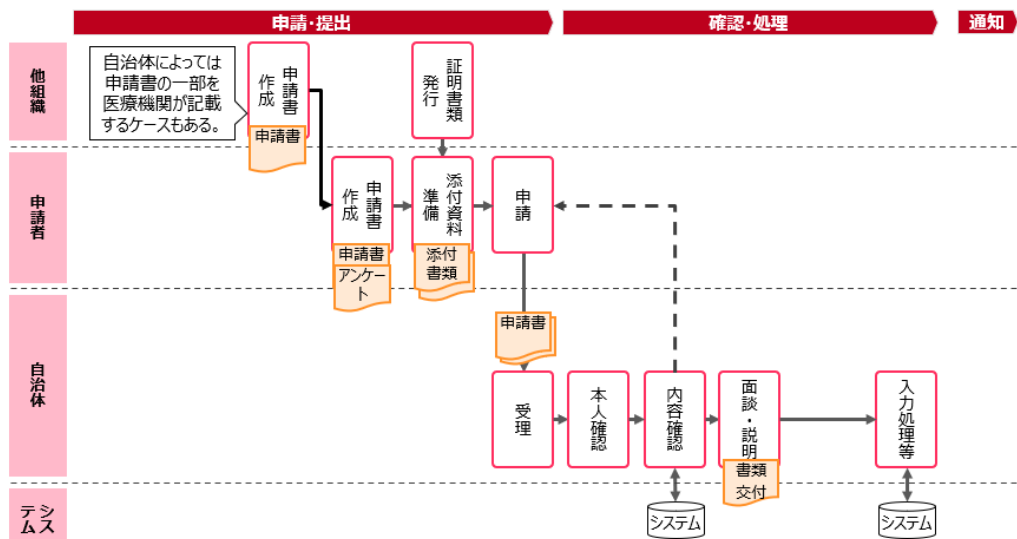 申請・提出
確認・処理
通知
他組織
自治体によっては
申請書の一部を
医療機関が記載
するケースもある。
申請書
作成
申請書
証明書類
発行
申請者
申請書
作成
申請書
アンケー
ト
添付資料
準備
添付
書類
申請
自治体
申請書
受理
本人確認
内容確認
面談・説明
書類
交付
入力処理等
シス
テム
システム
システム